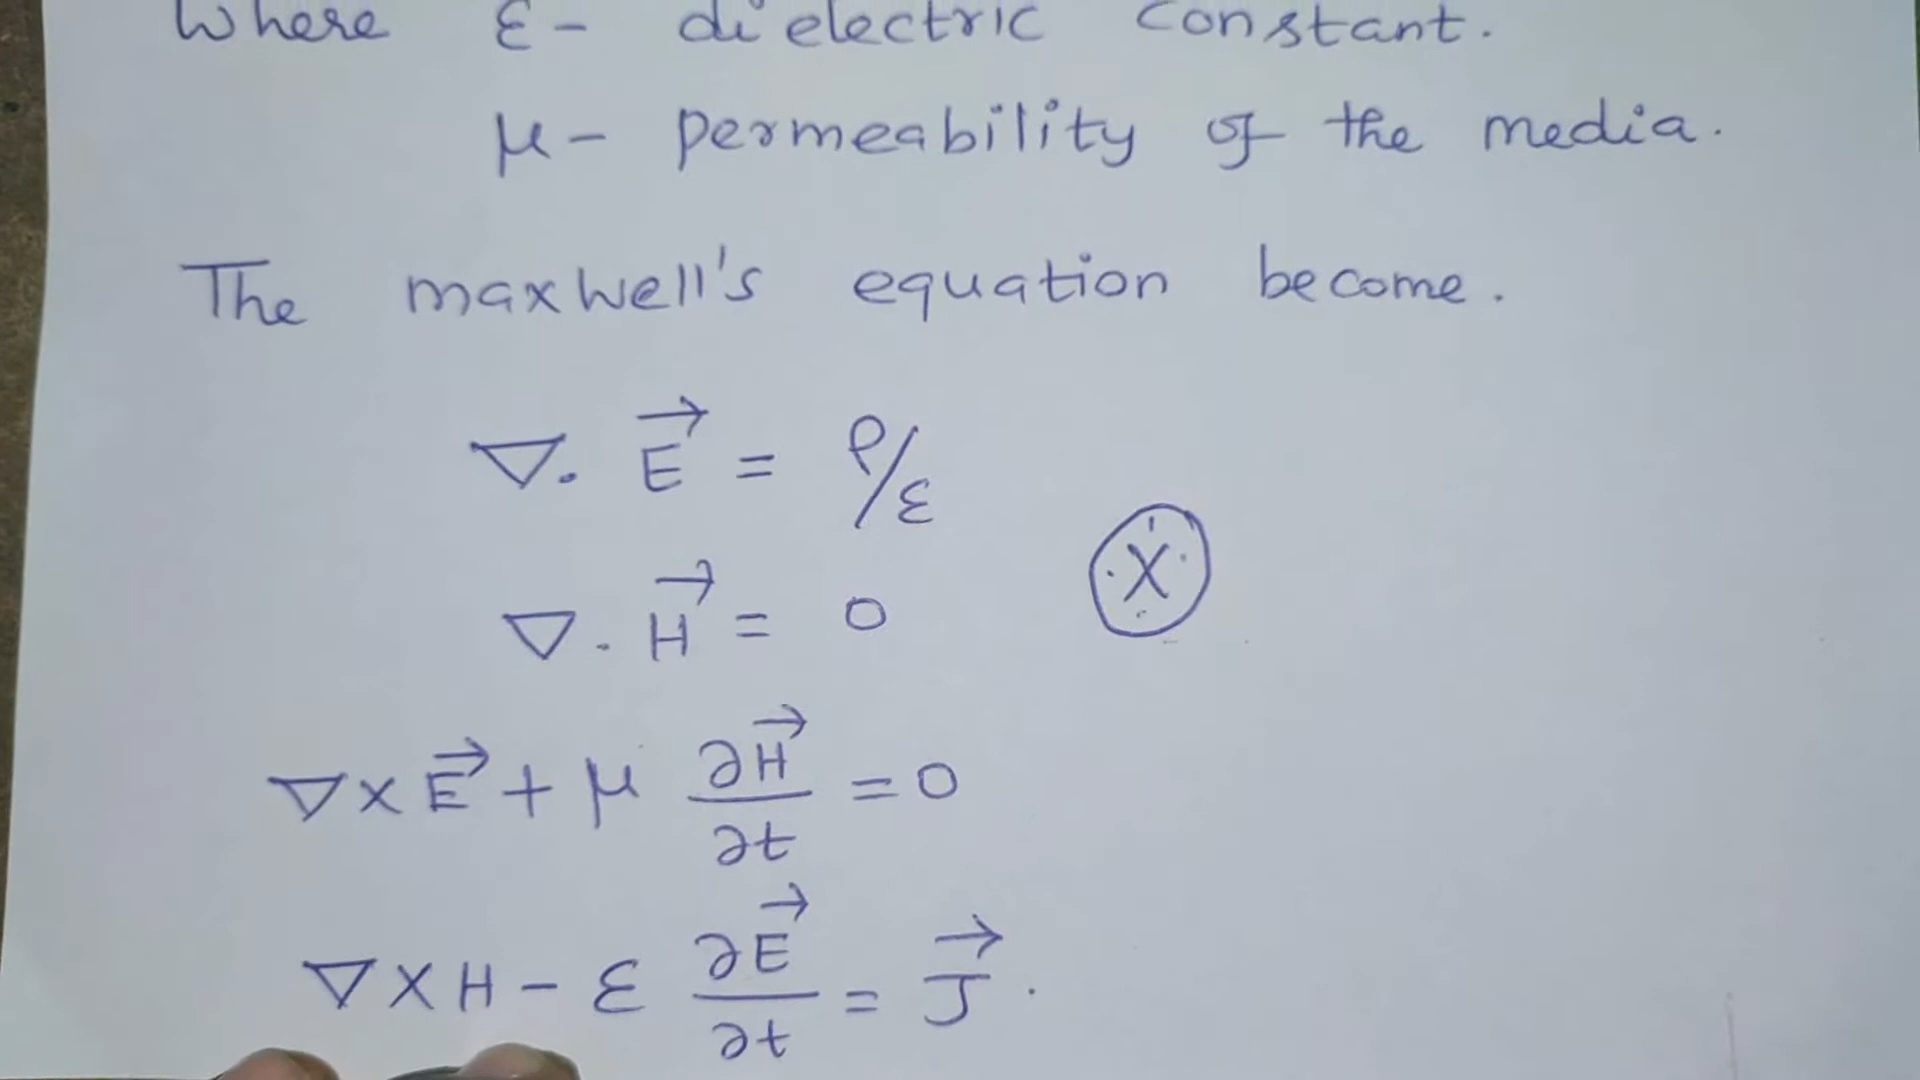 Where ε - dielectric constant.
μ - permeability of the media.
The maxwell's equation become.
∇. E⃗ = ρ/ε
∇. H⃗ = 0
X
∇×E⃗ + μ ∂H⃗/∂t = 0
∇×H - ε ∂E⃗/∂t = J⃗.